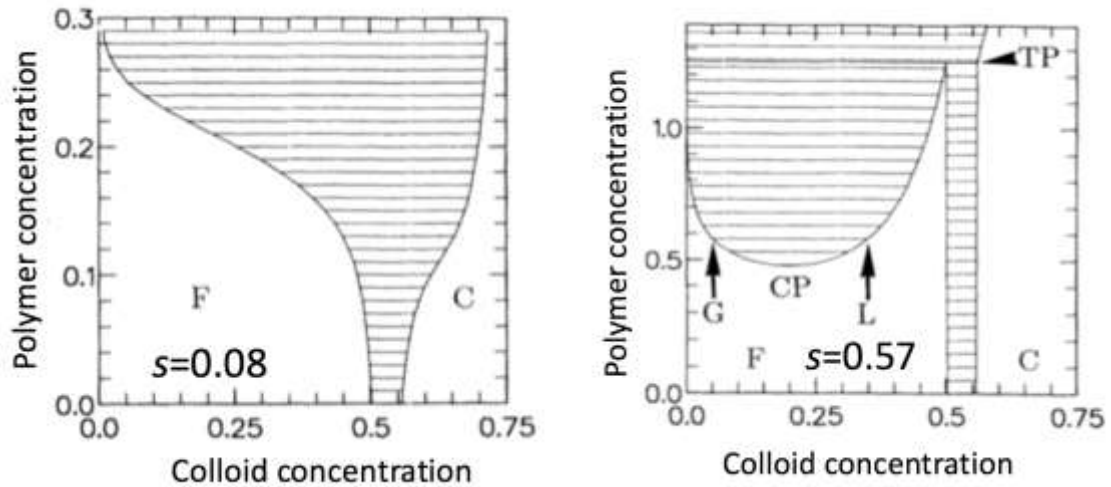 Polymer concentration
0.3
0.2
0.1
0.0
F
C
s=0.08
0.0 0.25 0.5 0.75
Colloid concentration
Polymer concentration
1.0
0.5
0.0
TP
CP
G
L
F
s=0.57
C
0.0 0.25 0.5 0.75
Colloid concentration